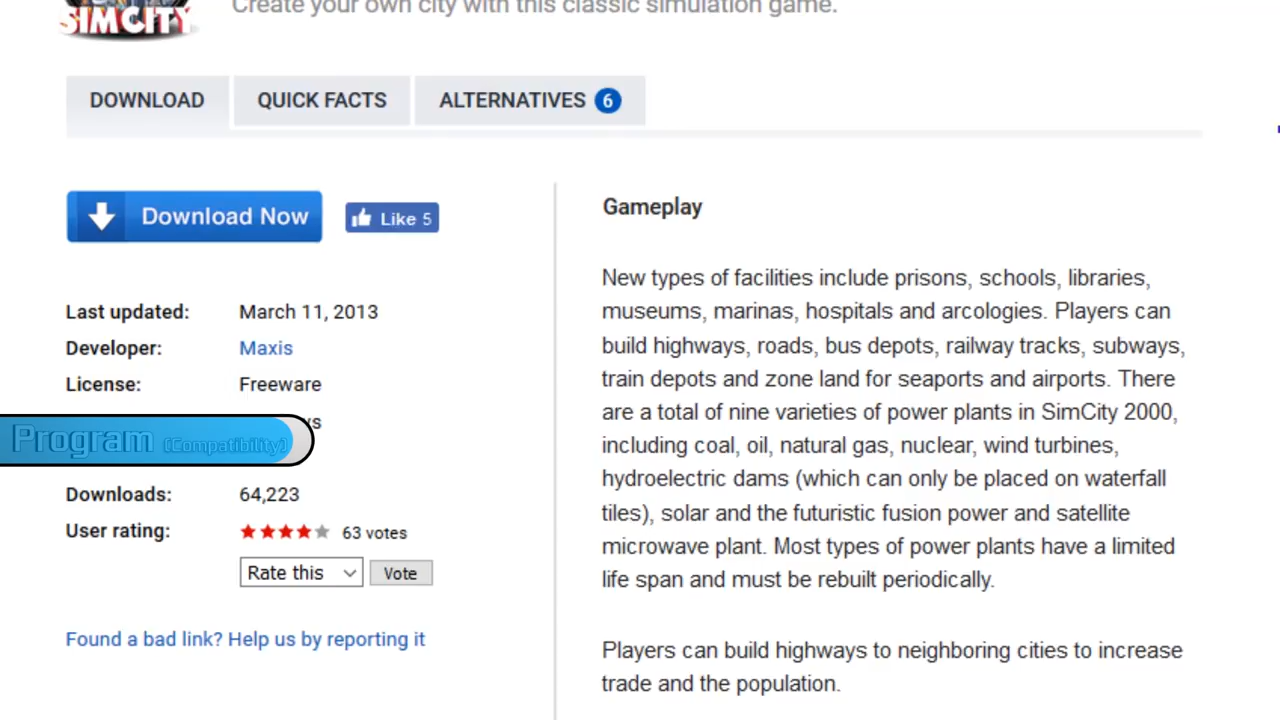 Create your own city with this classic simulation game.
SIMCITY
DOWNLOAD
QUICK FACTS
ALTERNATIVES 6
Download Now
Like 5
Last updated: March 11, 2013
Developer: Maxis
License: Freeware
Program (Compatibility)
Downloads: 64,223
User rating: 63 votes
Rate this
Vote
Found a bad link? Help us by reporting it
Gameplay
New types of facilities include prisons, schools, libraries,
museums, marinas, hospitals and arcologies. Players can
build highways, roads, bus depots, railway tracks, subways,
train depots and zone land for seaports and airports. There
are a total of nine varieties of power plants in SimCity 2000,
including coal, oil, natural gas, nuclear, wind turbines,
hydroelectric dams (which can only be placed on waterfall
tiles), solar and the futuristic fusion power and satellite
microwave plant. Most types of power plants have a limited
life span and must be rebuilt periodically.
Players can build highways to neighboring cities to increase
trade and the population.